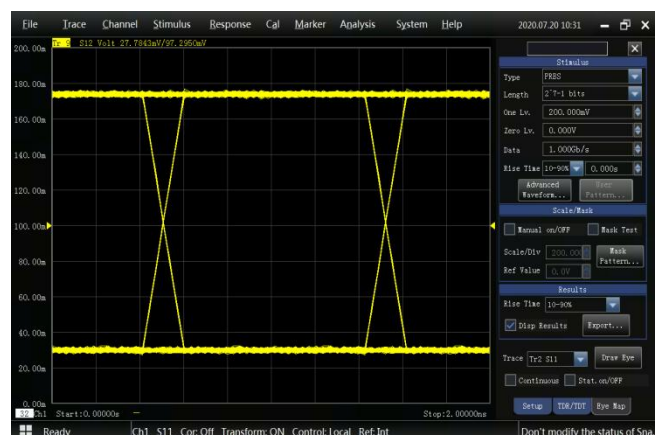 File Trace Channel Stimulus Response Cal Marker Analysis System Help 2020.07.20 10:31
Tr 9 S12 Volt 27.7843mV/97.2950mV
200.00m
180.00m
160.00m
140.00m
120.00m
100.00m
80.00m
60.00m
40.00m
20.00m
0.00m
Stimulus
Type PRBS
Length 2^7-1 bits
One Lv. 200.000mV
Zero Lv. 0.000V
Data 1.000Gb/s
Rise Time 10-90% 0.000s
Advanced Waveform... User Pattern...
Scale/Mask
Manual on/OFF Mask Test
Scale/Div 200.00 Mask Pattern...
Ref Value 0.0V
Results
Rise Time 10-90%
Disp Results Export...
Trace Tr2 S11 Draw Eye
Continuous Stat.on/OFF
Setup TDR/TDT Eye Map
Ch1 Start:0.00000s Stop:2.00000ns
Ready Ch1 S11 Cor:Off Transform:ON Control:Local Ref:Int Don't modify the status of Spa